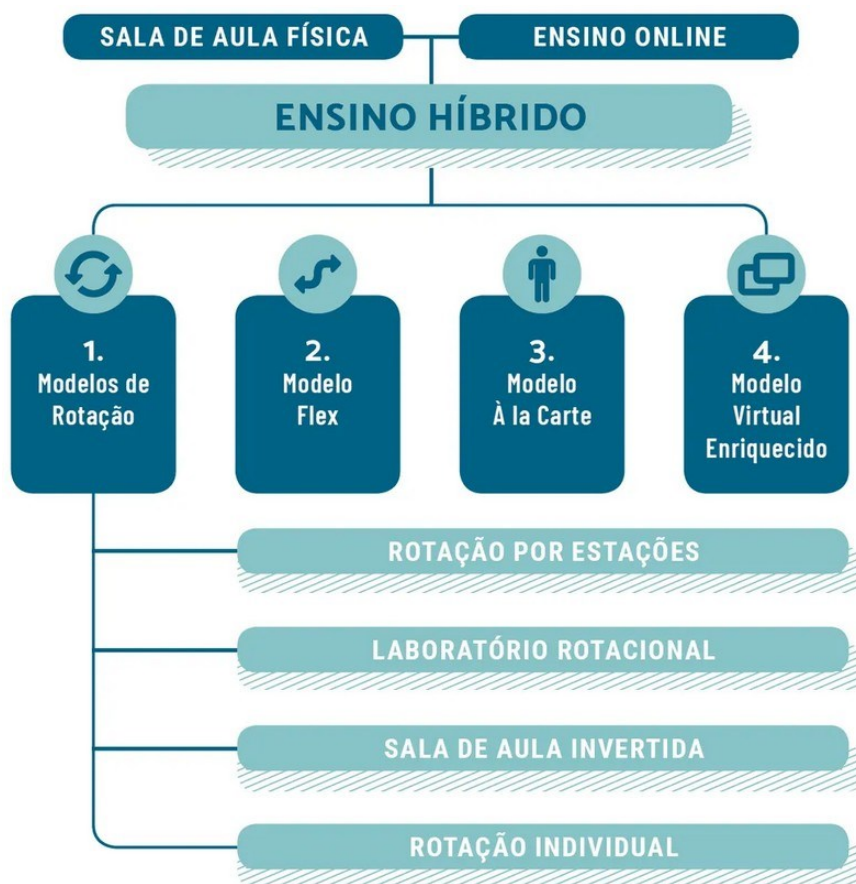 SALA DE AULA FÍSICA
ENSINO ONLINE
ENSINO HÍBRIDO
1.
Modelos de
Rotação
2.
Modelo
Flex
3.
Modelo
À la Carte
4.
Modelo
Virtual
Enriquecido
ROTAÇÃO POR ESTAÇÕES
LABORATÓRIO ROTACIONAL
SALA DE AULA INVERTIDA
ROTAÇÃO INDIVIDUAL